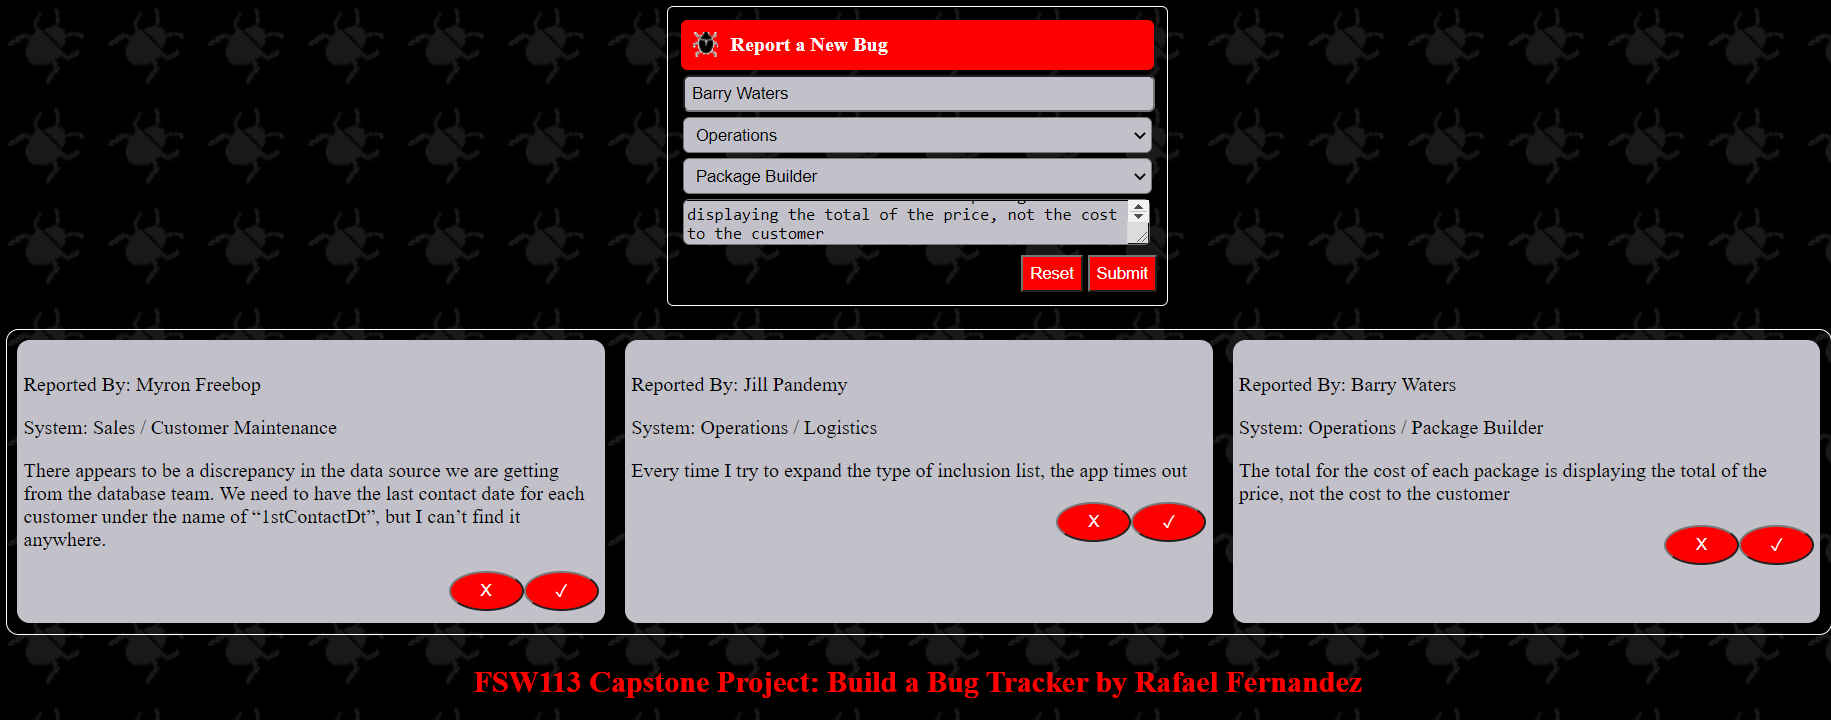 Report a New Bug
Barry Waters
Operations
Package Builder
displaying the total of the price, not the cost
to the customer
Reset Submit
Reported By: Myron Freebop
System: Sales / Customer Maintenance
There appears to be a discrepancy in the data source we are getting
from the database team. We need to have the last contact date for each
customer under the name of “1stContactDt”, but I can’t find it
anywhere.
X ✓
Reported By: Jill Pandemy
System: Operations / Logistics
Every time I try to expand the type of inclusion list, the app times out
X ✓
Reported By: Barry Waters
System: Operations / Package Builder
The total for the cost of each package is displaying the total of the
price, not the cost to the customer
X ✓
FSW113 Capstone Project: Build a Bug Tracker by Rafael Fernandez